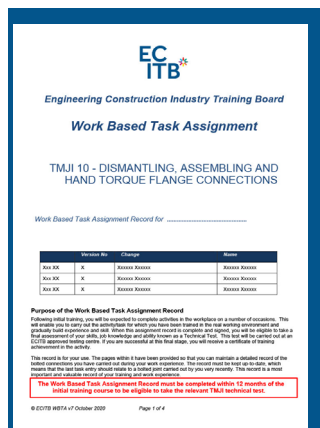 EC
ITB
Engineering Construction Industry Training Board
Work Based Task Assignment
TMJI 10 - DISMANTLING, ASSEMBLING AND
HAND TORQUE FLANGE CONNECTIONS
Work Based Task Assignment Record for ................................................
Version No Change Name
Xxx XX X Xxxxxx Xxxxxx Xxxxxx Xxxxxx
Xxx XX X Xxxxxx Xxxxxx Xxxxxx Xxxxxx
Xxx XX X Xxxxxx Xxxxxx Xxxxxx Xxxxxx
Purpose of the Work Based Task Assignment Record
Following initial training, you will be expected to complete activities in the workplace on a number of occasions. This
will enable you to carry out the activity/task for which you have been trained in the real working environment and
gradually build experience and skill. When this assignment record is complete and signed, you will be eligible to take a
final assessment of your skills, job knowledge and ability known as a Technical Test. This test will be carried out at an
ECITB approved testing centre. If you are successful at this final stage, you will receive a certificate of training
achievement in the activity.
This record is for your use. The pages within it have been provided so that you can maintain a detailed record of the
bolted connections you have carried out during your work experience. The record must be kept up-to-date, which
means that the last task entry should relate to a bolted joint carried out by you very recently. This record is a most
important and valuable record of your training and work experience.
The Work Based Task Assignment Record must be completed within 12 months of the
initial training course to be eligible to take the relevant TMJI technical test.
© ECITB WBTA v7 October 2020 Page 1 of 4